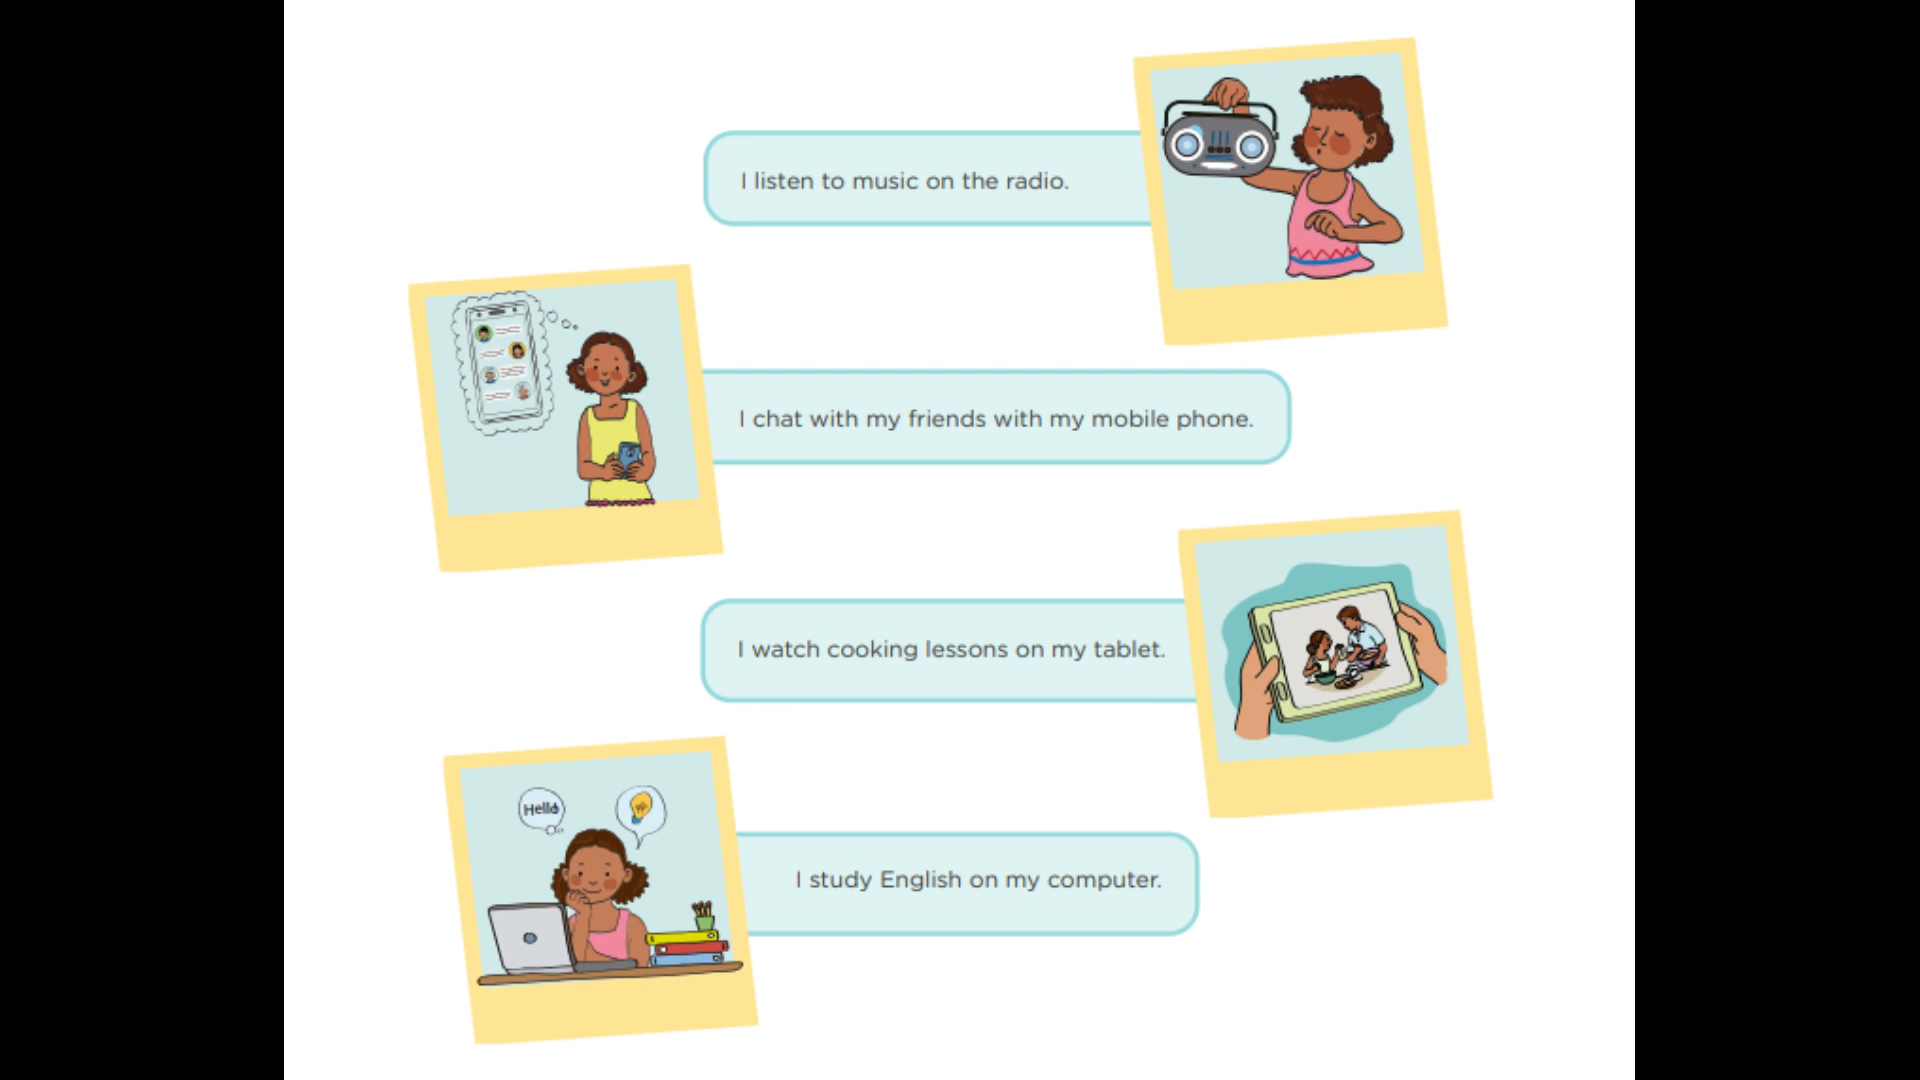 I listen to music on the radio.
I chat with my friends with my mobile phone.
I watch cooking lessons on my tablet.
Hello
I study English on my computer.